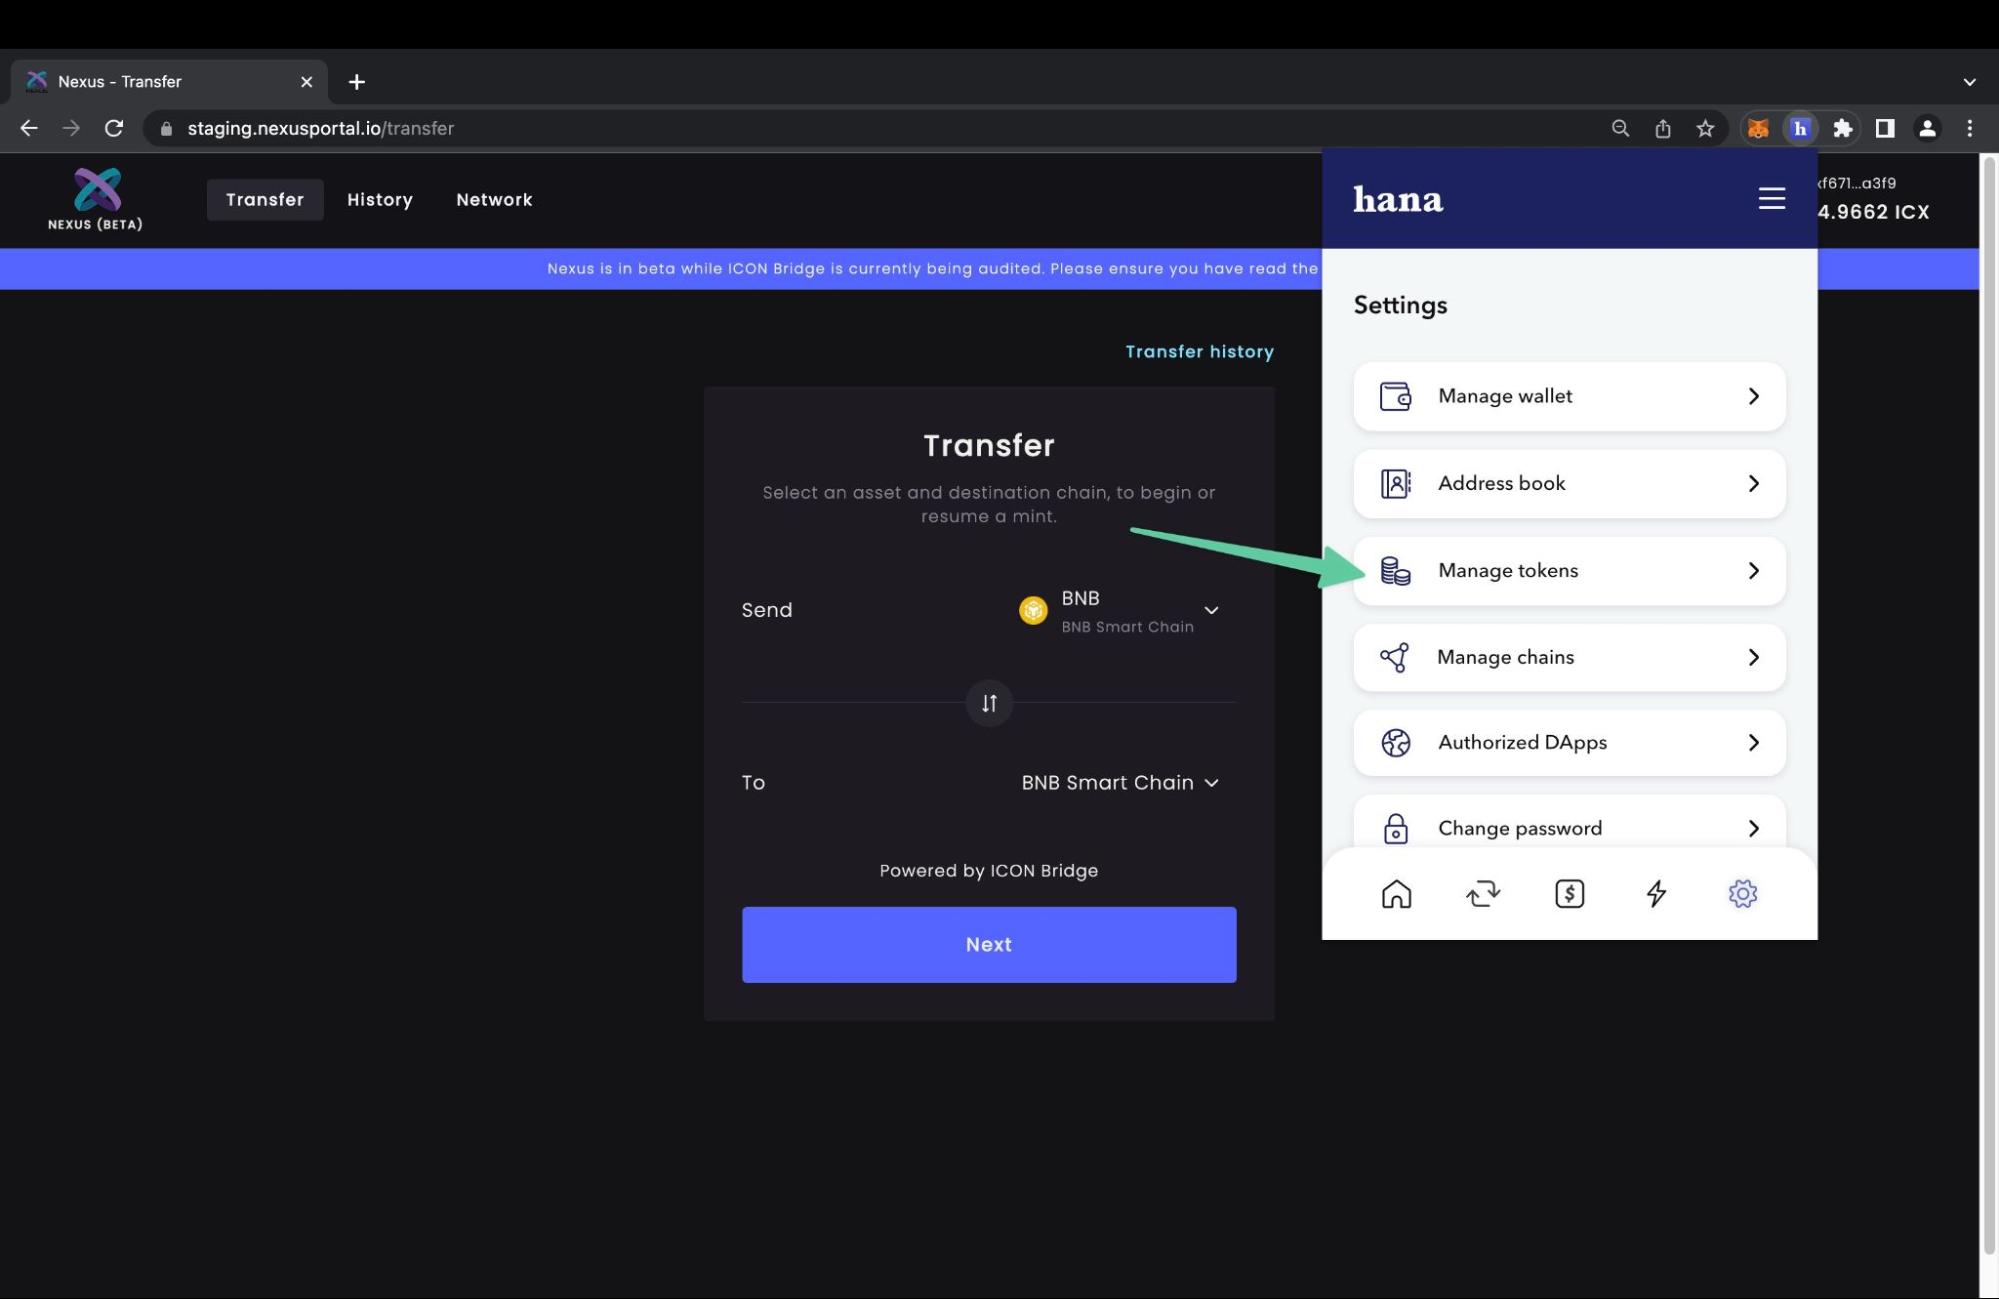 Nexus - Transfer
staging.nexusportal.io/transfer
h
NEXUS (BETA)
Transfer
History
Network
hana
f671...a3f9
4.9662 ICX
Nexus is in beta while ICON Bridge is currently being audited. Please ensure you have read the
Transfer history
Transfer
Select an asset and destination chain, to begin or
resume a mint.
Send
BNB
BNB Smart Chain
To
BNB Smart Chain
Powered by ICON Bridge
Next
Settings
Manage wallet
Address book
Manage tokens
Manage chains
Authorized DApps
Change password
$